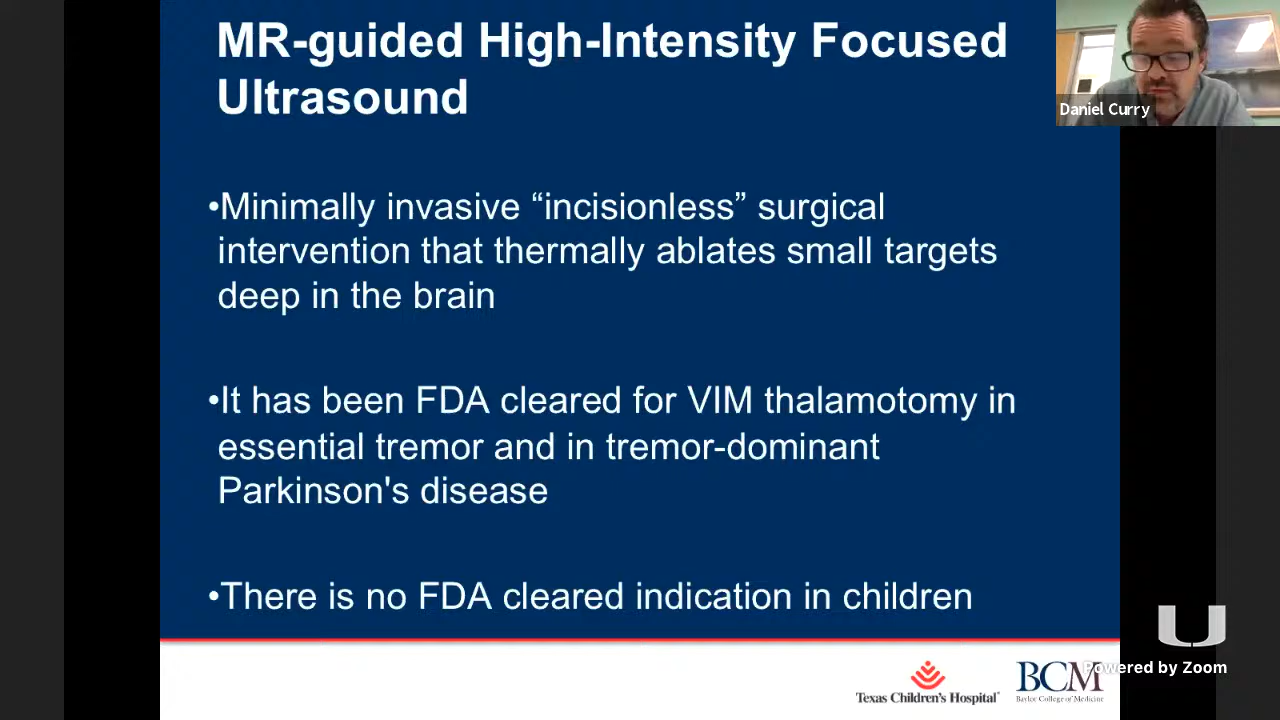 MR-guided High-Intensity Focused
Ultrasound
Daniel Curry
•Minimally invasive “incisionless” surgical
intervention that thermally ablates small targets
deep in the brain
•It has been FDA cleared for VIM thalamotomy in
essential tremor and in tremor-dominant
Parkinson's disease
•There is no FDA cleared indication in children
U
Powered by Zoom
Texas Children's Hospital
BCM
Baylor College of Medicine